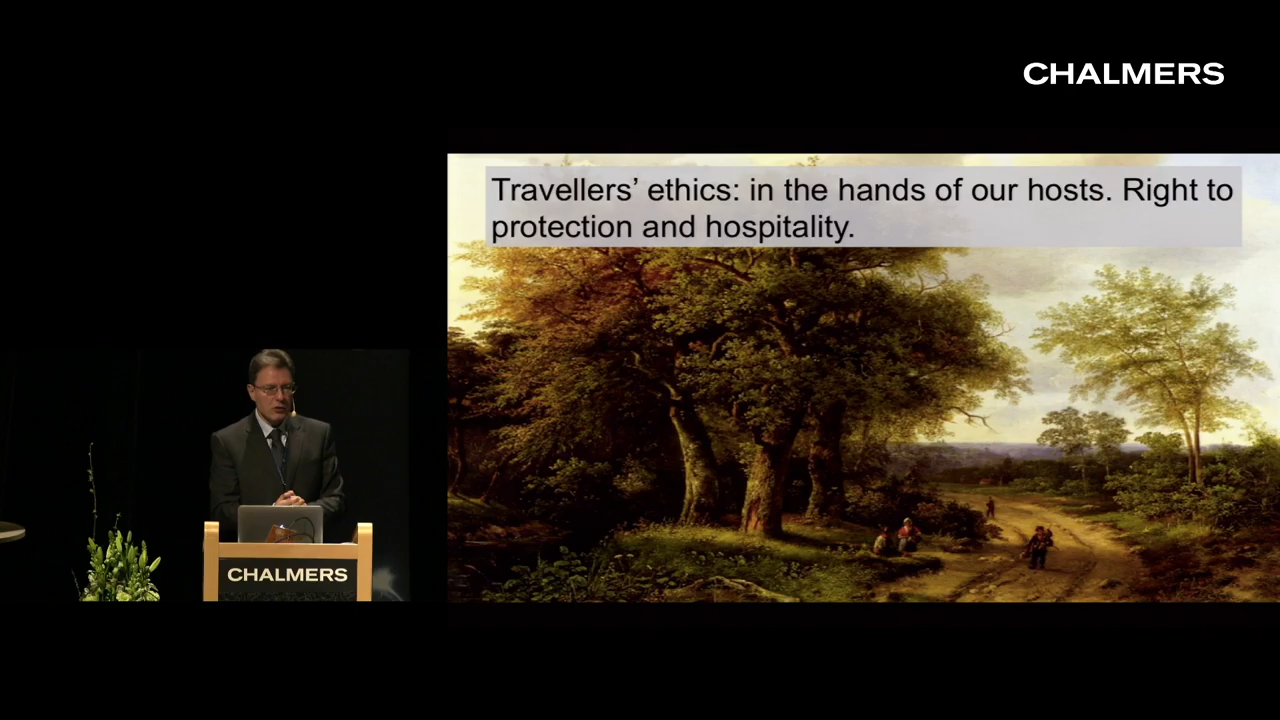 CHALMERS
Travellers’ ethics: in the hands of our hosts. Right to
protection and hospitality.
CHALMERS